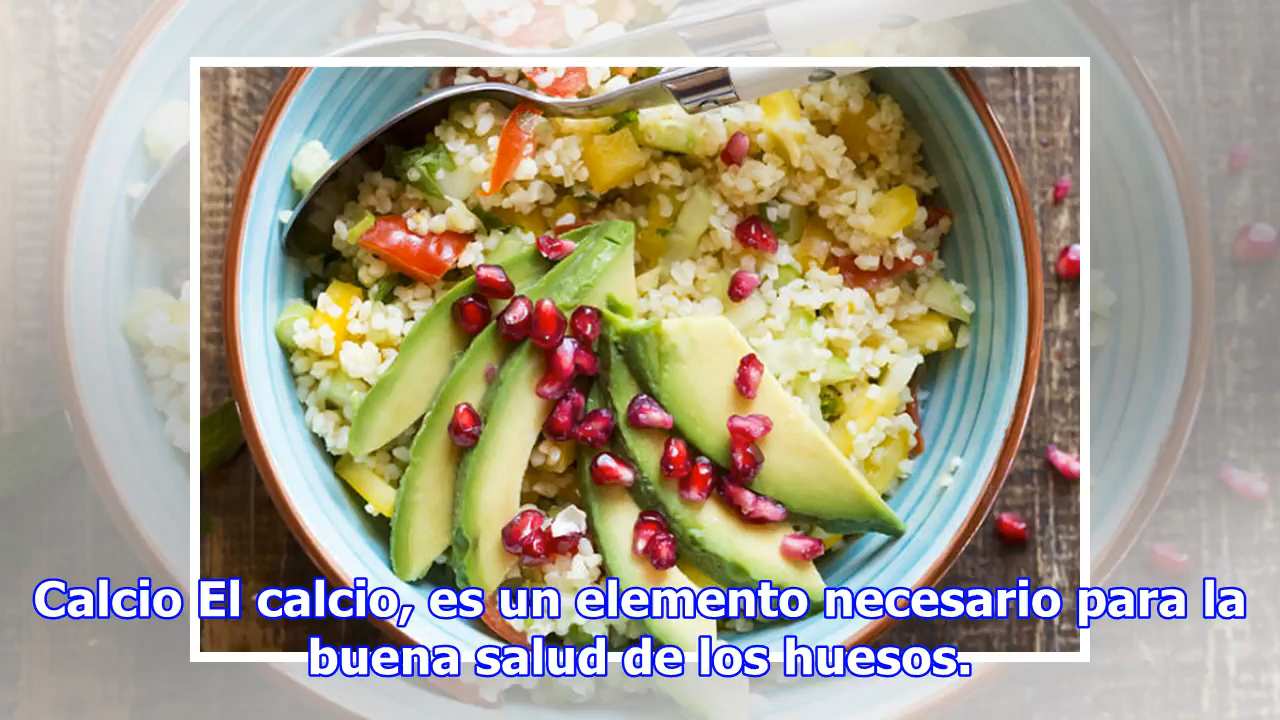 Calcio El calcio, es un elemento necesario para la
buena salud de los huesos.